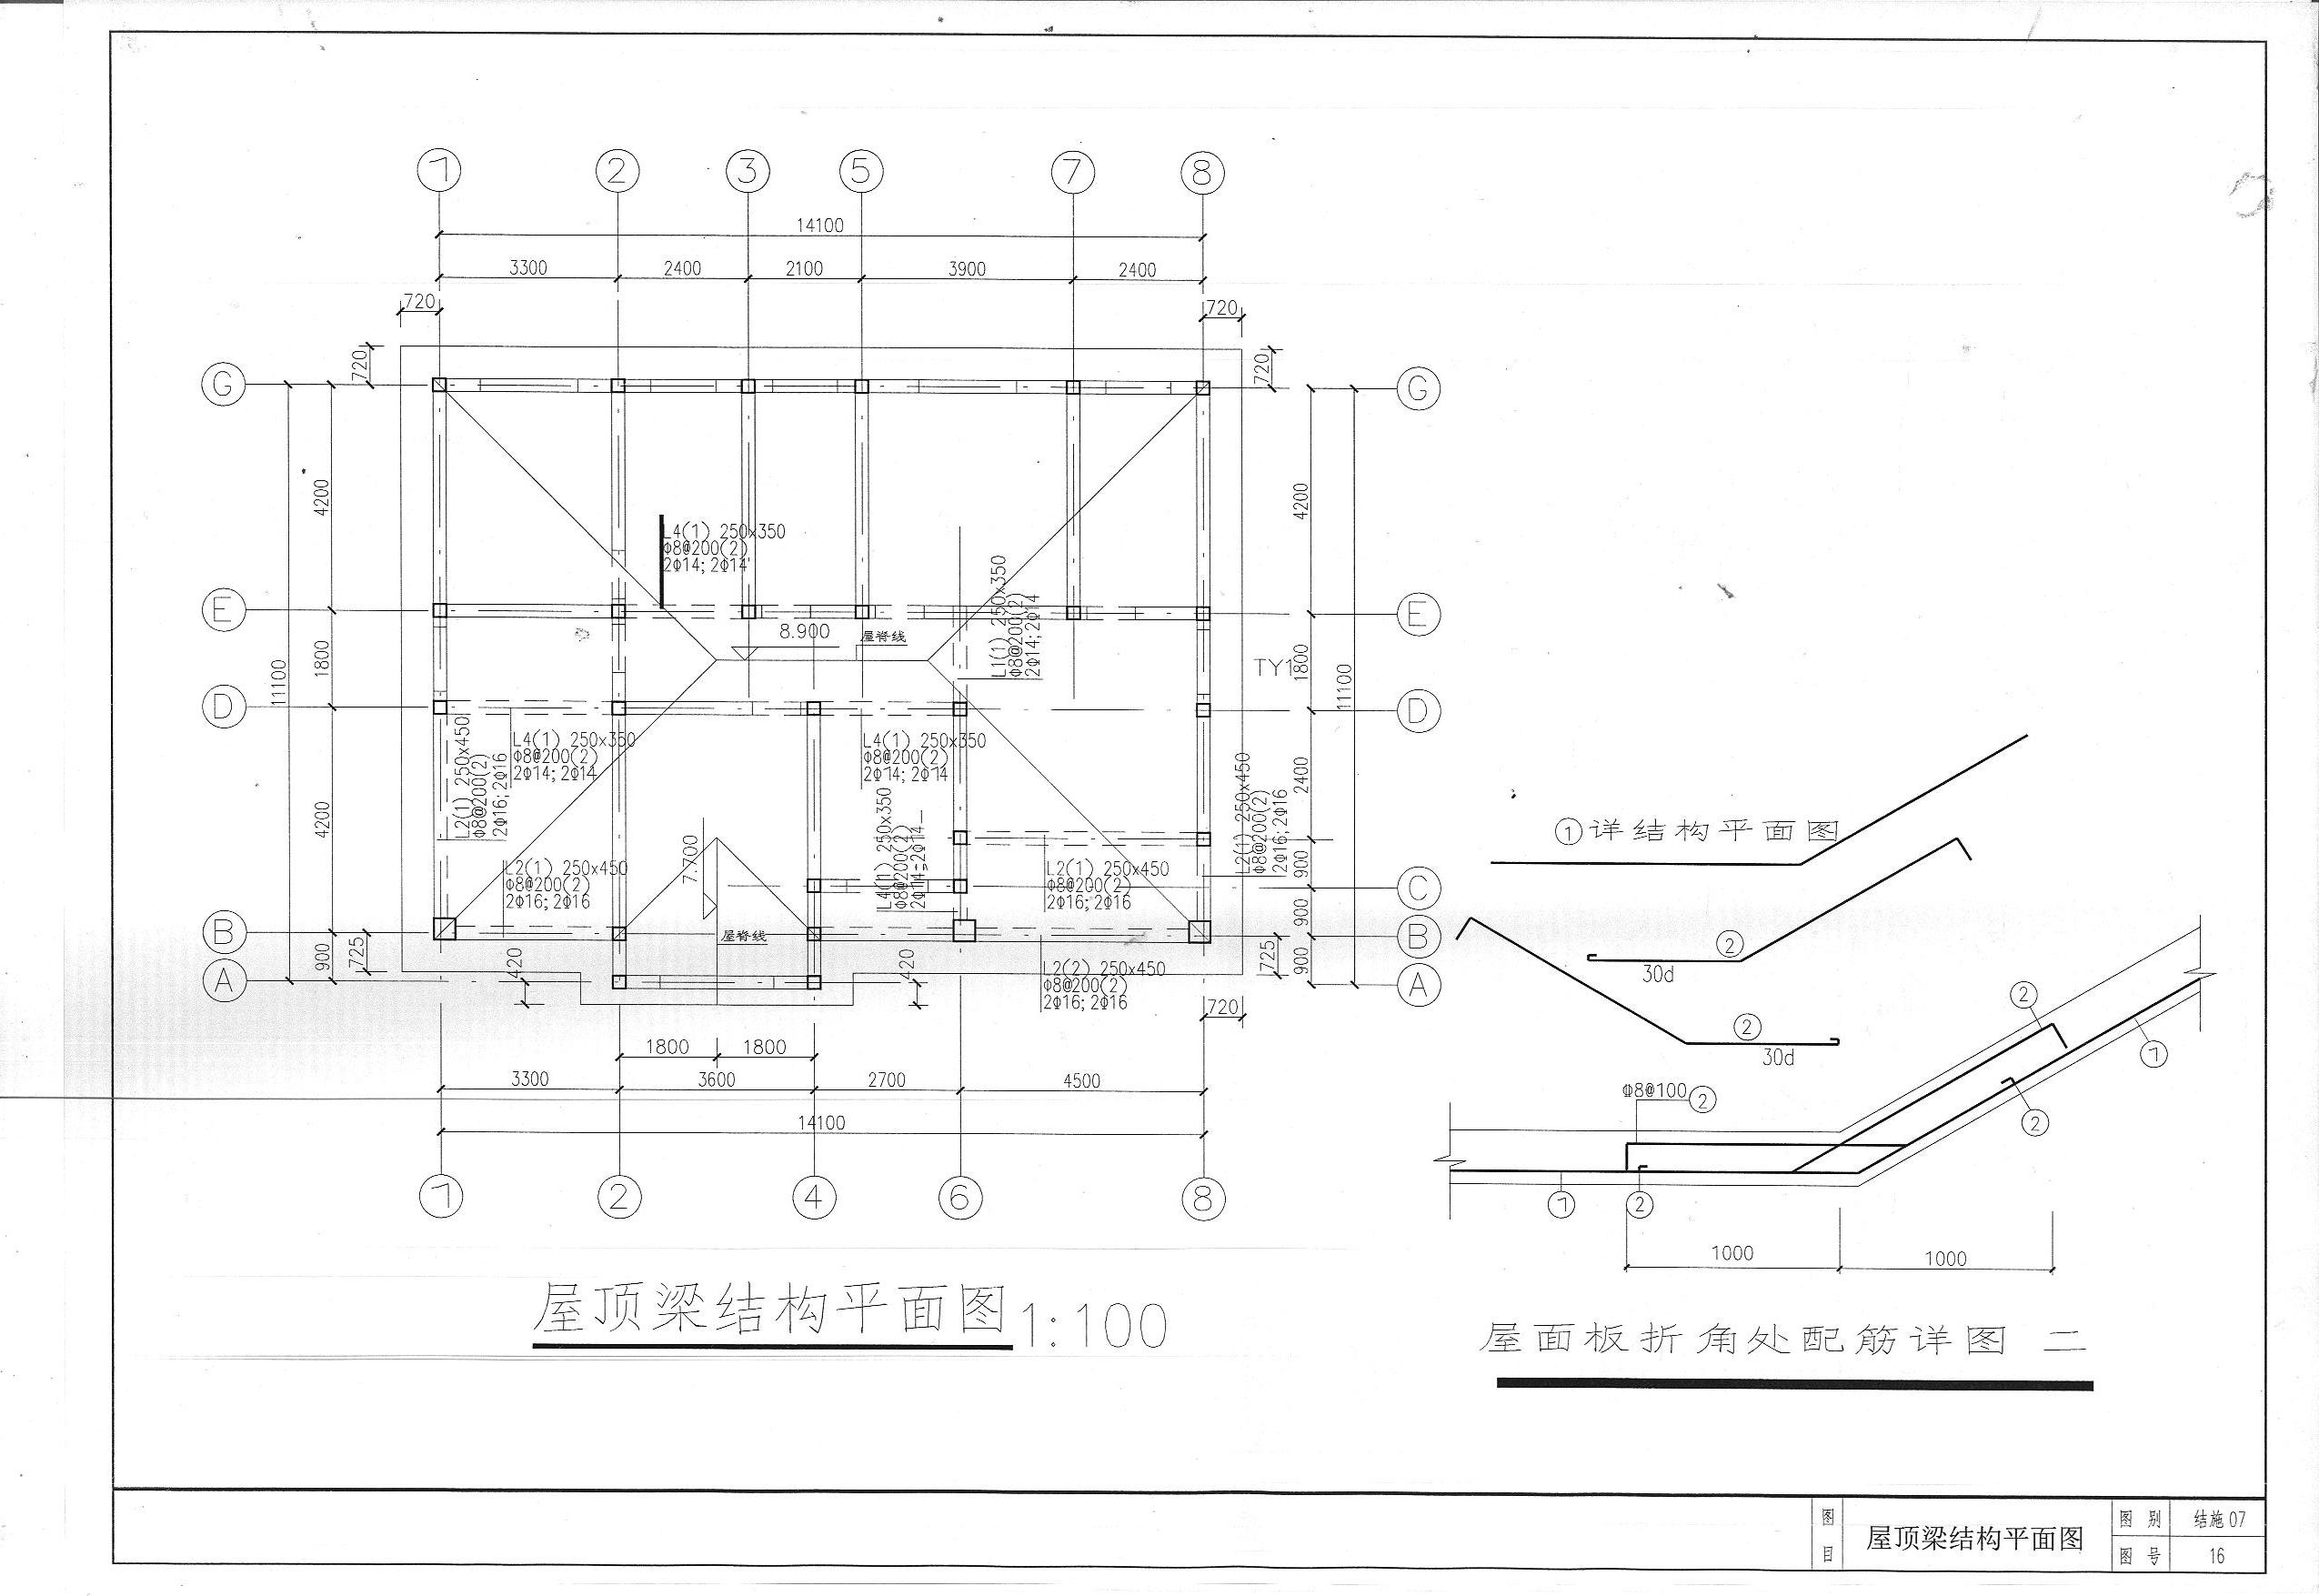 1 2 3 5 7 8
14100
3300 2400 2100 3900 2400
720 720
720 720
G G
4200 4200
L4(1) 250x350
Φ8@200(2)
2Φ14;2Φ14
E E
8.900 屋脊线
L1(1) 250x350
Φ8@200(2)
2Φ14;2Φ14
1800 TY1 1800
11100 11100
D D
L2(1) 250x450
Φ8@200(2)
2Φ16;2Φ16
L4(1) 250x350
Φ8@200(2)
2Φ14;2Φ14
L4(1) 250x350
Φ8@200(2)
2Φ14;2Φ14
L2(1) 250x450
Φ8@200(2)
2Φ16;2Φ16
2400
4200
7.700
L4(1) 250x350
Φ8@200(2)
2Φ14;2Φ14
L2(1) 250x450
Φ8@200(2)
2Φ16;2Φ16
L2(1) 250x450
Φ8@200(2)
2Φ16;2Φ16
900
C
900
B B
屋脊线
900 725 420 420 725 900
L2(2) 250x450
Φ8@200(2)
2Φ16;2Φ16
A A
720
1800 1800
3300 3600 2700 4500
14100
1 2 4 6 8
屋顶梁结构平面图 1:100
①详结构平面图
②
30d
②
30d
②
①
Φ8@100 ②
②
① ②
1000 1000
屋面板折角处配筋详图 二
图目 屋顶梁结构平面图
图别 结施07
图号 16